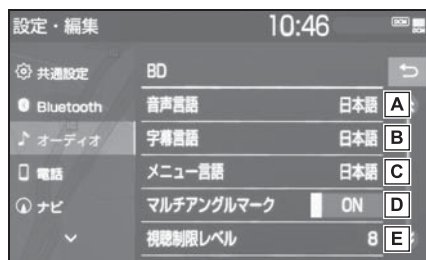 設定・編集 10:46 DCM
共通設定
Bluetooth
オーディオ
電話
ナビ
BD
音声言語 日本語 A
字幕言語 日本語 B
メニュー言語 日本語 C
マルチアングルマーク ON D
視聴制限レベル 8 E